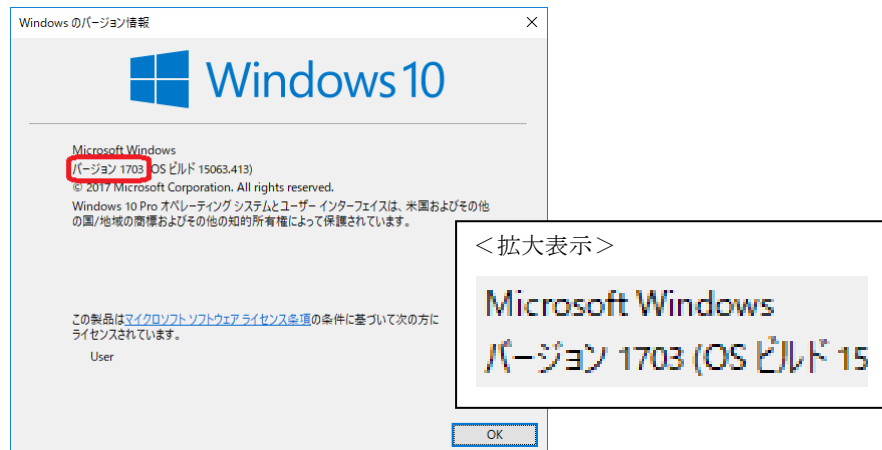 Windows のバージョン情報
Windows 10
Microsoft Windows
バージョン 1703 (OS ビルド 15063.413)
© 2017 Microsoft Corporation. All rights reserved.
Windows 10 Pro オペレーティング システムとユーザー インターフェイスは、米国およびその他
の国/地域の商標およびその他の知的所有権によって保護されています。
この製品はマイクロソフト ソフトウェア ライセンス条項の条件に基づいて次の方に
ライセンスされています。
User
OK
＜拡大表示＞
Microsoft Windows
バージョン 1703 (OS ビルド 15